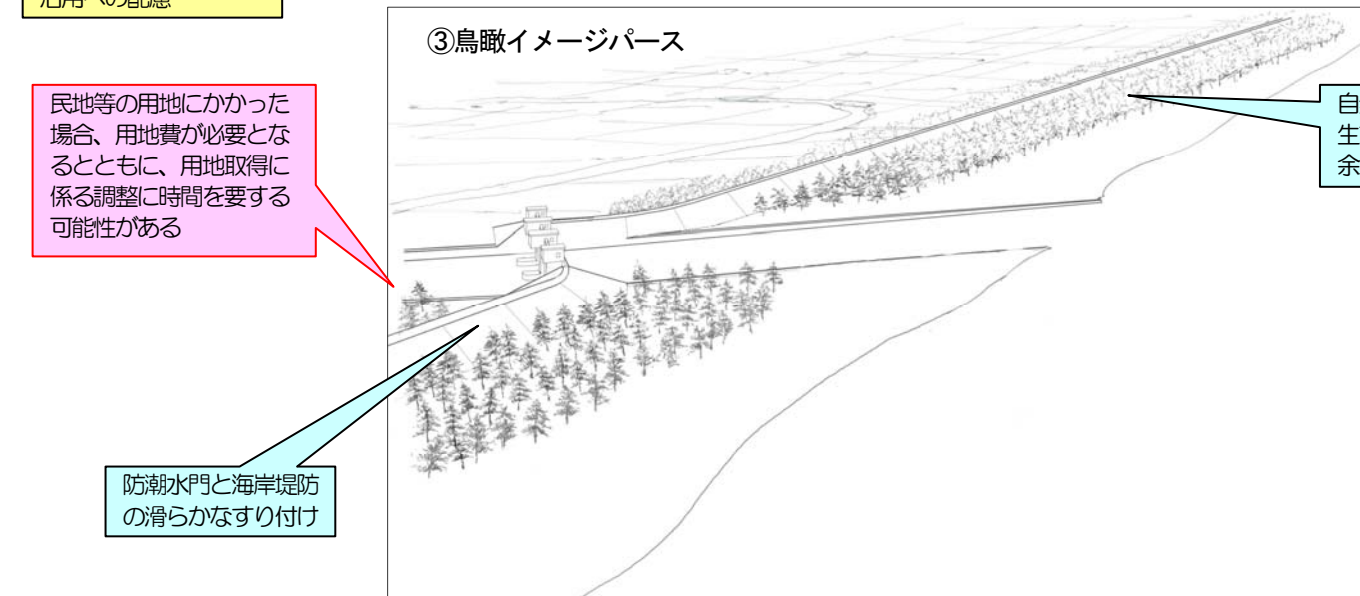 ③鳥瞰イメージパース
民地等の用地にかかった
場合、用地費が必要とな
るとともに、用地取得に
係る調整に時間を要する
可能性がある
自
生
余
防潮水門と海岸堤防
の滑らかなすり付け